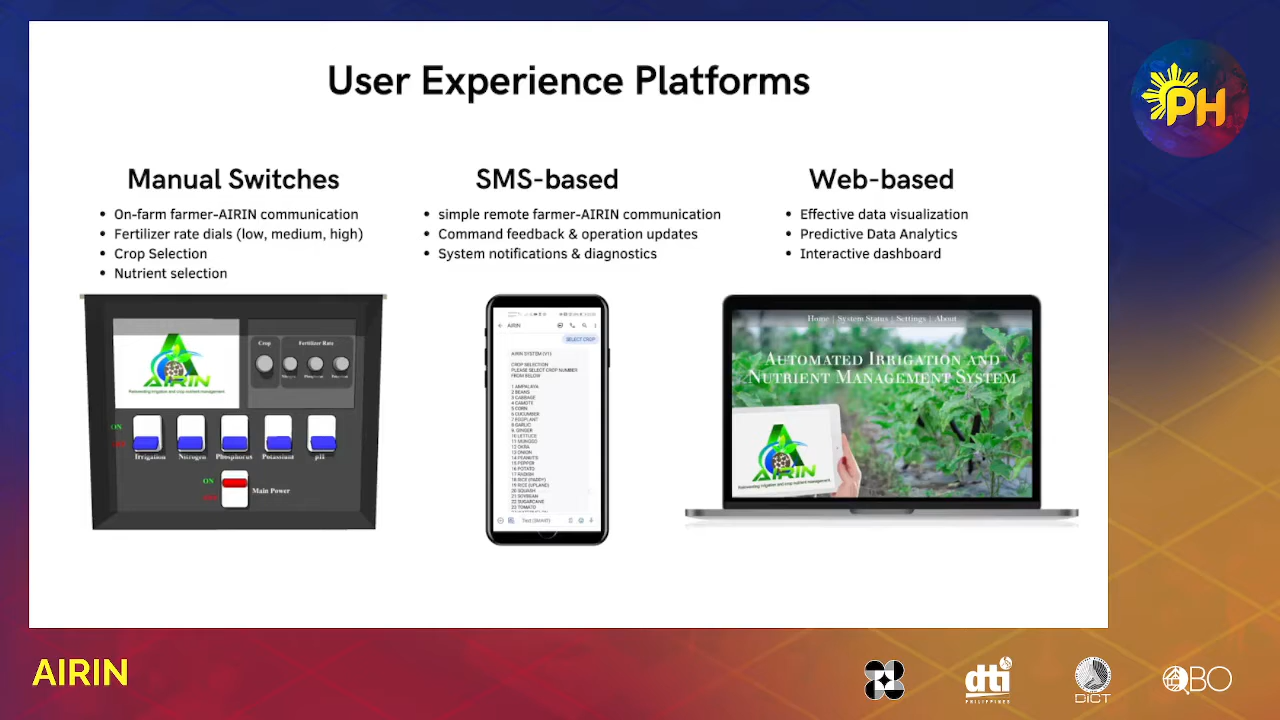 User Experience Platforms
PH
Manual Switches
On-farm farmer-AIRIN communication
Fertilizer rate dials (low, medium, high)
Crop Selection
Nutrient selection
SMS-based
simple remote farmer-AIRIN communication
Command feedback & operation updates
System notifications & diagnostics
Web-based
Effective data visualization
Predictive Data Analytics
Interactive dashboard
AIRIN
Crop
Fertilizer Rate
ON
Irrigation
Nitrogen
Phosphorus
Potassium
pH
ON
Main Power
AIRIN
SELECT CROP
AIRIN SYSTEM (V1)
CROP SELECTION
PLEASE SELECT CROP NUMBER
FROM BELOW
1 AMPALAYA
2 BEANS
3 CABBAGE
4 CAMOTE
5 CORN
6 CUCUMBER
7 EGGPLANT
8 GARLIC
9. GINGER
10 LETTUCE
11 MUNGGO
12 OKRA
13 ONION
14 PEANUTS
15 PEPPER
16 POTATO
17 RADISH
18 RICE (PADDY)
19 RICE (UPLAND)
20 SQUASH
21 SOYBEAN
22 SUGARCANE
23 TOMATO
Home | System Status | Settings | About
Automated Irrigation and
Nutrient Management System
AIRIN
AIRIN
dti
PHILIPPINES
DICT
QBO